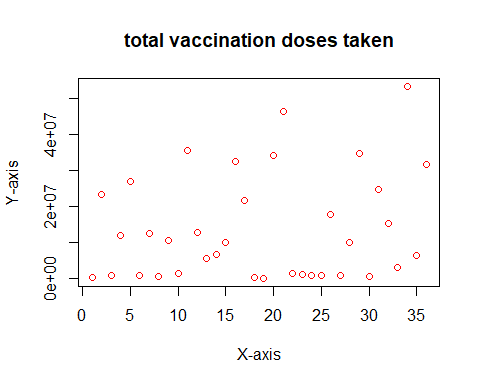 total vaccination doses taken
Y-axis
4e+07
2e+07
0e+00
0 5 10 15 20 25 30 35
X-axis